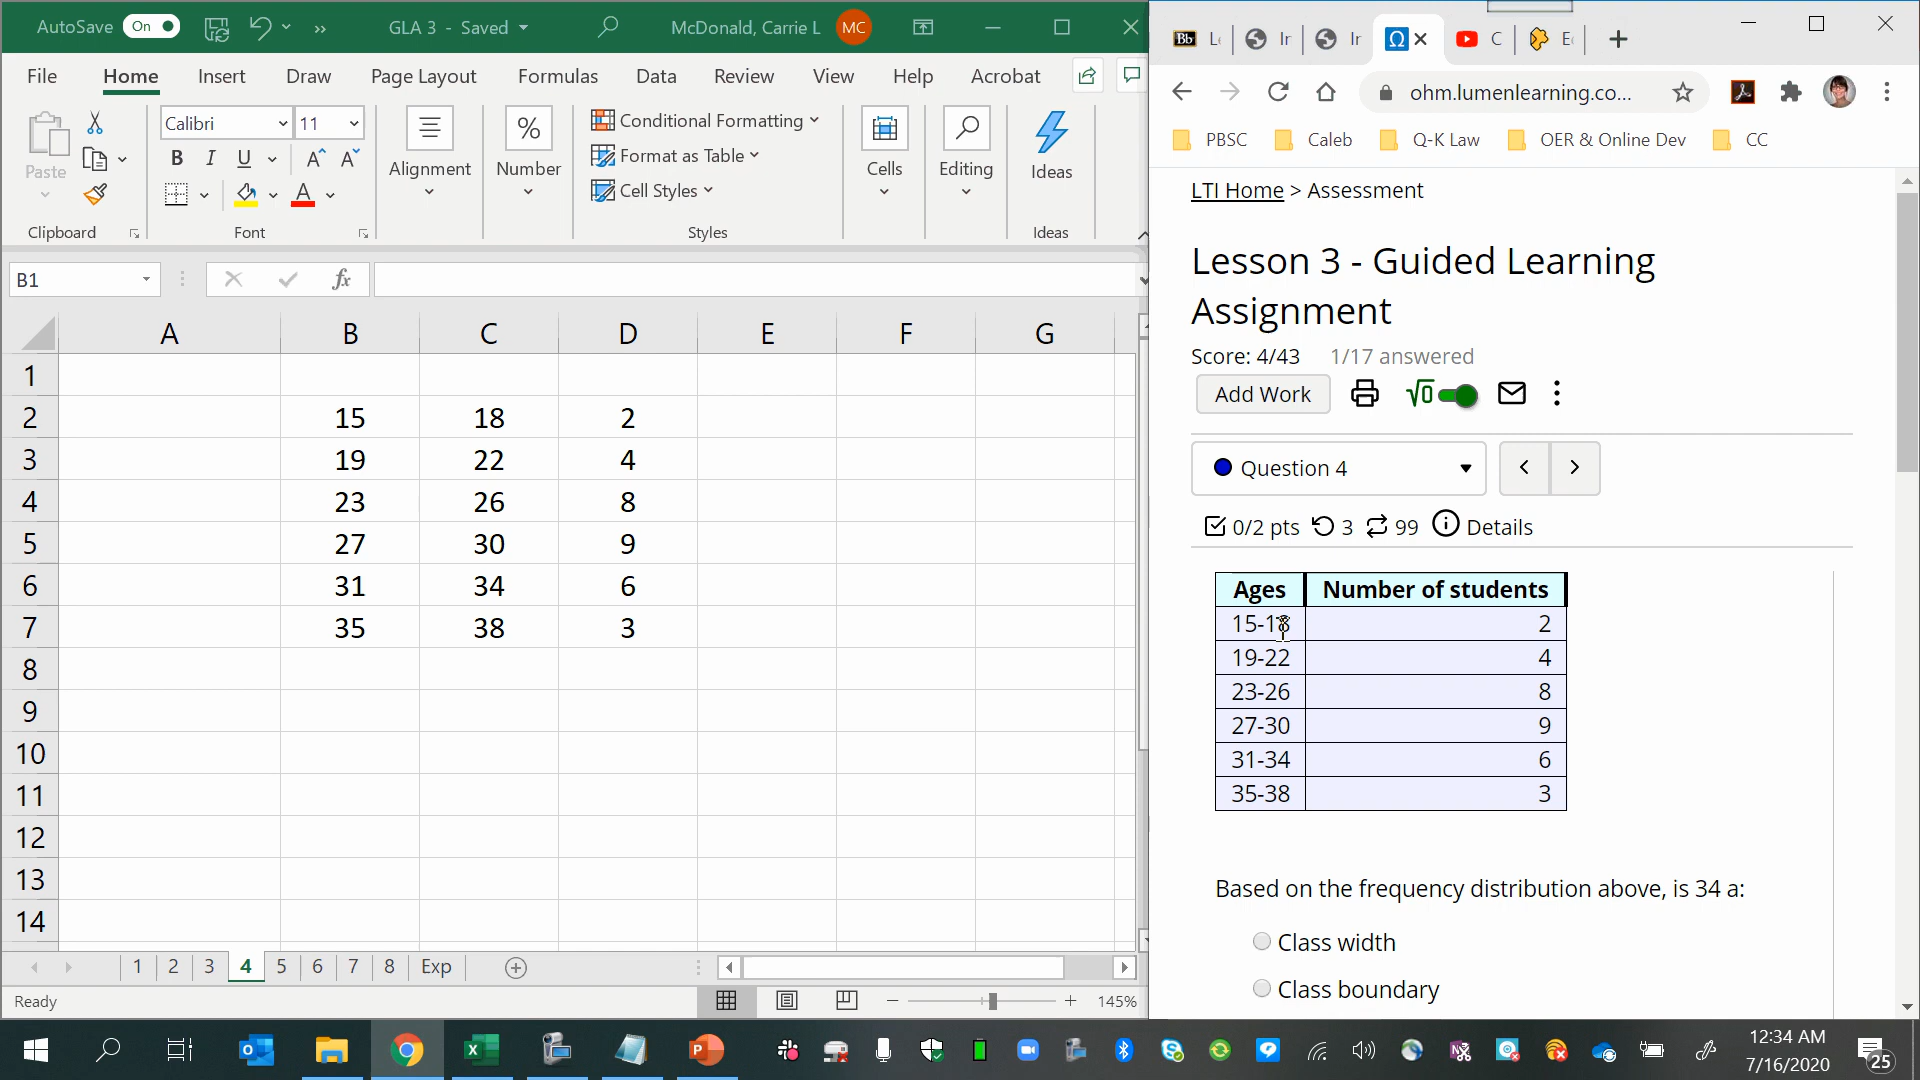 AutoSave On GLA 3 - Saved McDonald, Carrie L MC
File Home Insert Draw Page Layout Formulas Data Review View Help Acrobat
Paste
Clipboard
Calibri 11
B I U A A
A
Font
Alignment
%
Number
Conditional Formatting
Format as Table
Cell Styles
Styles
Cells
Editing
Ideas
Ideas
B1 fx
A B C D E F G
1
2 15 18 2
3 19 22 4
4 23 26 8
5 27 30 9
6 31 34 6
7 35 38 3
8
9
10
11
12
13
14
1 2 3 4 5 6 7 8 Exp
Ready 145%
Bb Ir Ir Ω C
ohm.lumenlearning.co...
PBSC Caleb Q-K Law OER & Online Dev CC
LTI Home > Assessment
Lesson 3 - Guided Learning
Assignment
Score: 4/43 1/17 answered
Add Work √0
Question 4 < >
0/2 pts 3 99 Details
Ages Number of students
15-18 2
19-22 4
23-26 8
27-30 9
31-34 6
35-38 3
Based on the frequency distribution above, is 34 a:
Class width
Class boundary
12:34 AM
7/16/2020
25